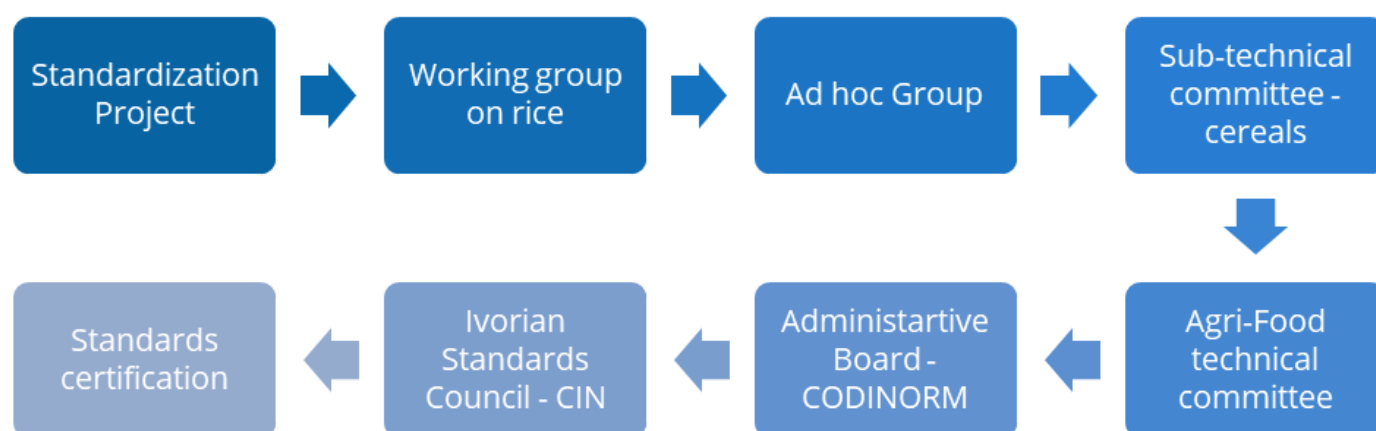 Standardization
Project
Working group
on rice
Ad hoc Group
Sub-technical
committee -
cereals
Agri-Food
technical
committee
Administartive
Board -
CODINORM
Ivorian
Standards
Council - CIN
Standards
certification